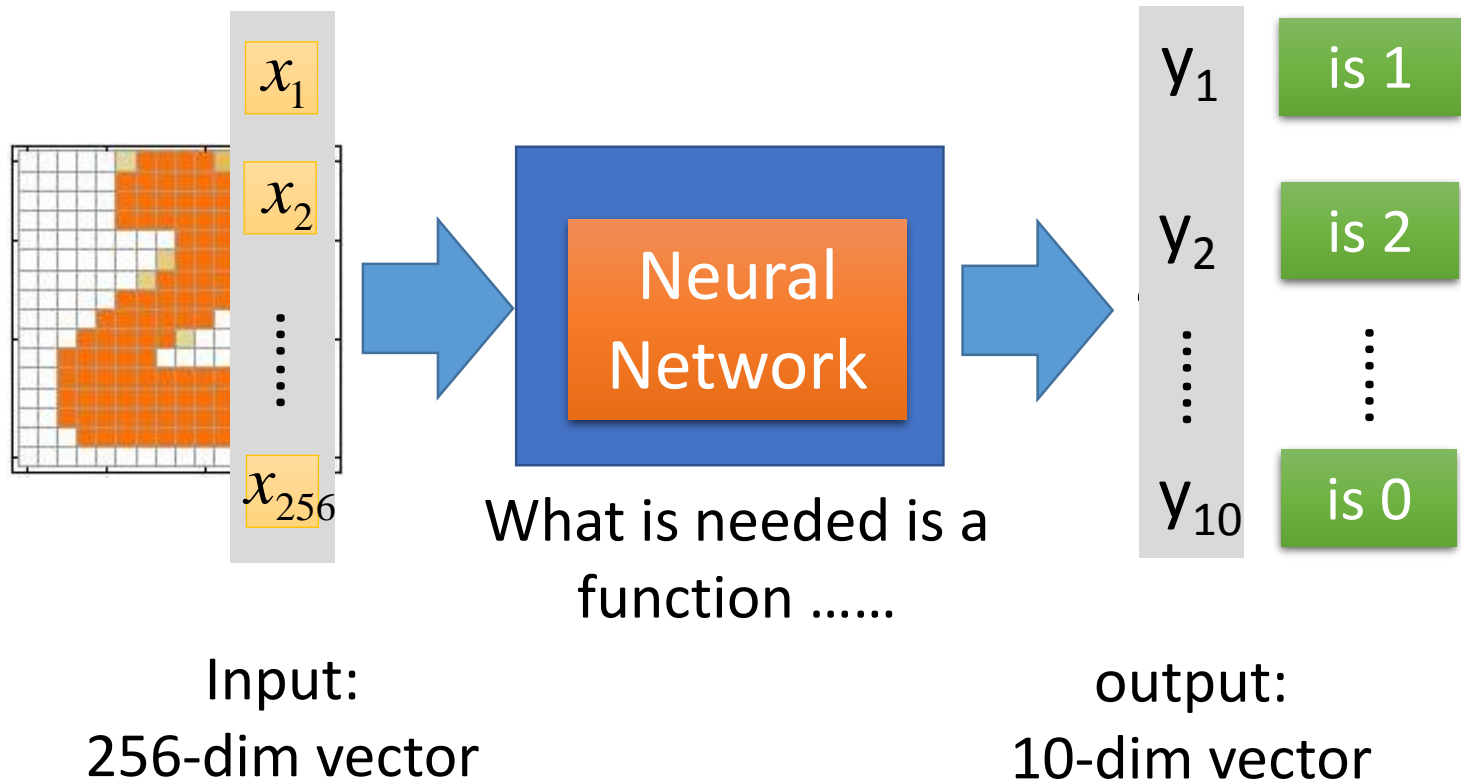 x₁
x₂
⋮
x₂₅₆
Neural
Network
What is needed is a
function ……
Input:
256-dim vector
y₁ is 1
y₂ is 2
⋮ ⋮
y₁₀ is 0
output:
10-dim vector